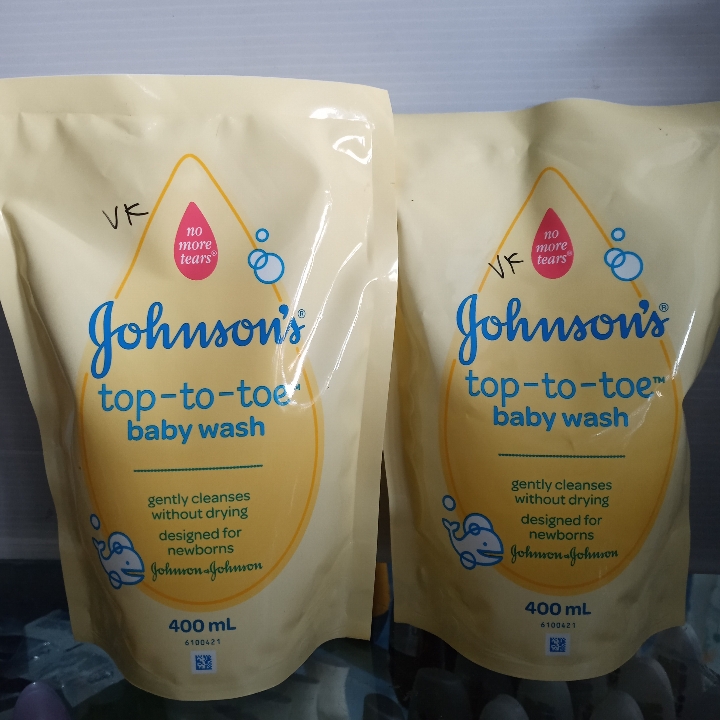 VK
no
more
tears®
Johnson's®
top-to-toe™
baby wash
gently cleanses
without drying
designed for
newborns
Johnson & Johnson
400 mL
6100421
VK
no
more
tears®
Johnson's®
top-to-toe™
baby wash
gently cleanses
without drying
designed for
newborns
Johnson & Johnson
400 mL
6100421